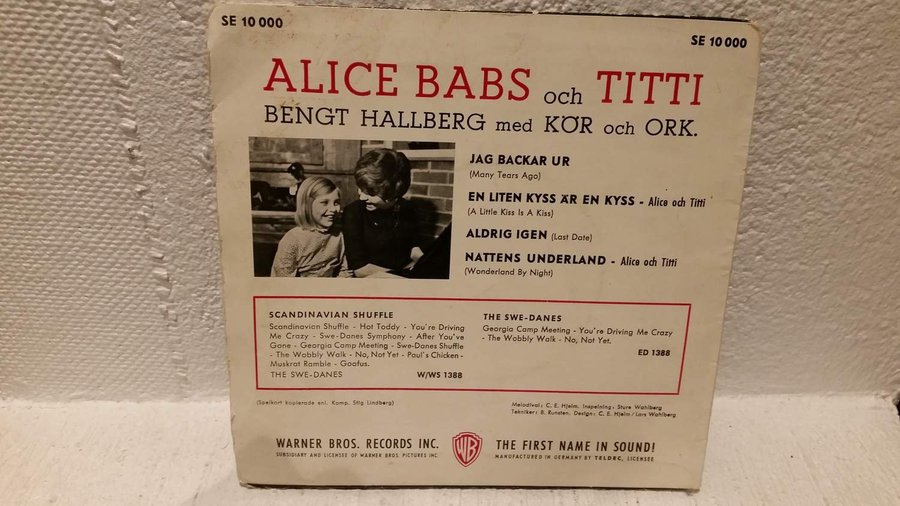 SE 10 000
SE 10 000
ALICE BABS och TITTI
BENGT HALLBERG med KÖR och ORK.
JAG BACKAR UR
(Many Tears Ago)
EN LITEN KYSS ÄR EN KYSS - Alice och Titti
(A Little Kiss Is A Kiss)
ALDRIG IGEN (Last Date)
NATTENS UNDERLAND - Alice och Titti
(Wonderland By Night)
SCANDINAVIAN SHUFFLE
Scandinavian Shuffle - Hot Toddy - You're Driving
Me Crazy - Swe-Danes Symphony - After You've
Gone - Georgia Camp Meeting - Swe-Danes Shuffle
- The Wobbly Walk - No, Not Yet - Paul's Chicken -
Muskrat Ramble - Goofus.
THE SWE-DANES W/WS 1388
THE SWE-DANES
Georgia Camp Meeting - You're Driving Me Crazy
- The Wobbly Walk - No, Not Yet.
ED 1388
(Spelkort kopierade enl. Komp. Stig Lindberg)
Melodival: C. E. Hjelm. Inspelning: Sture Wahlberg
Tekniker: B. Runsten. Design: C. E. Hjelm / Lars Wahlberg
WARNER BROS. RECORDS INC.
SUBSIDIARY AND LICENSEE OF WARNER BROS. PICTURES INC.
WB
THE FIRST NAME IN SOUND!
MANUFACTURED IN GERMANY BY TELDEC, LICENSEE